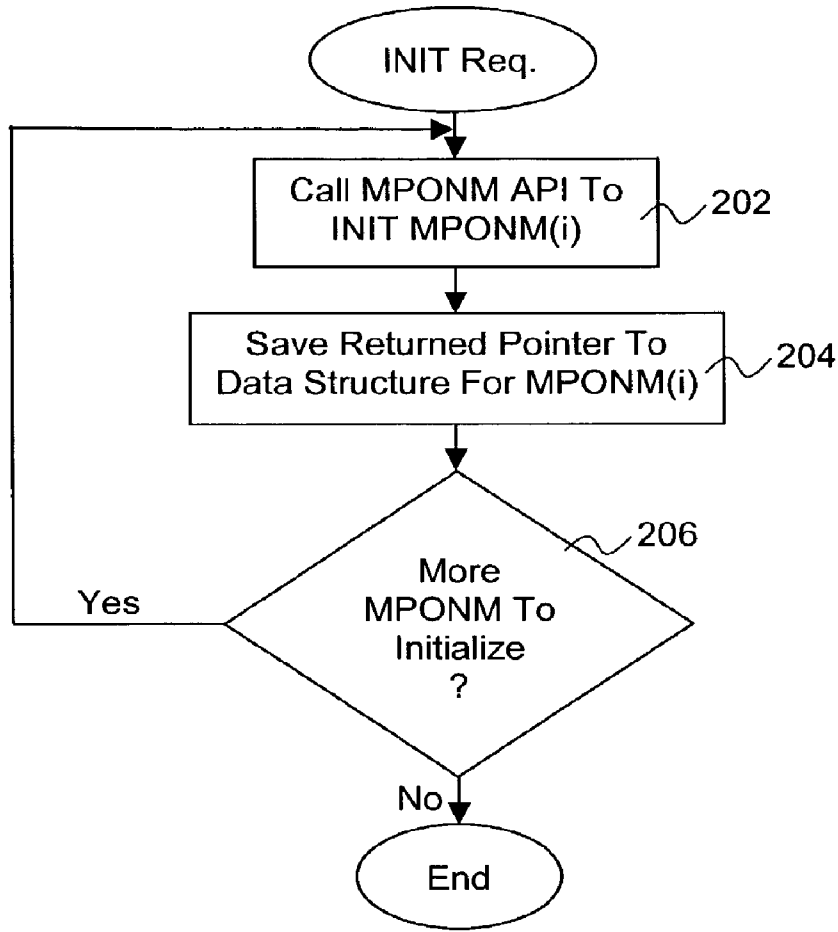 INIT Req.
Call MPONM API To
INIT MPONM(i)
202
Save Returned Pointer To
Data Structure For MPONM(i)
204
206
More
MPONM To
Initialize
?
Yes
No
End